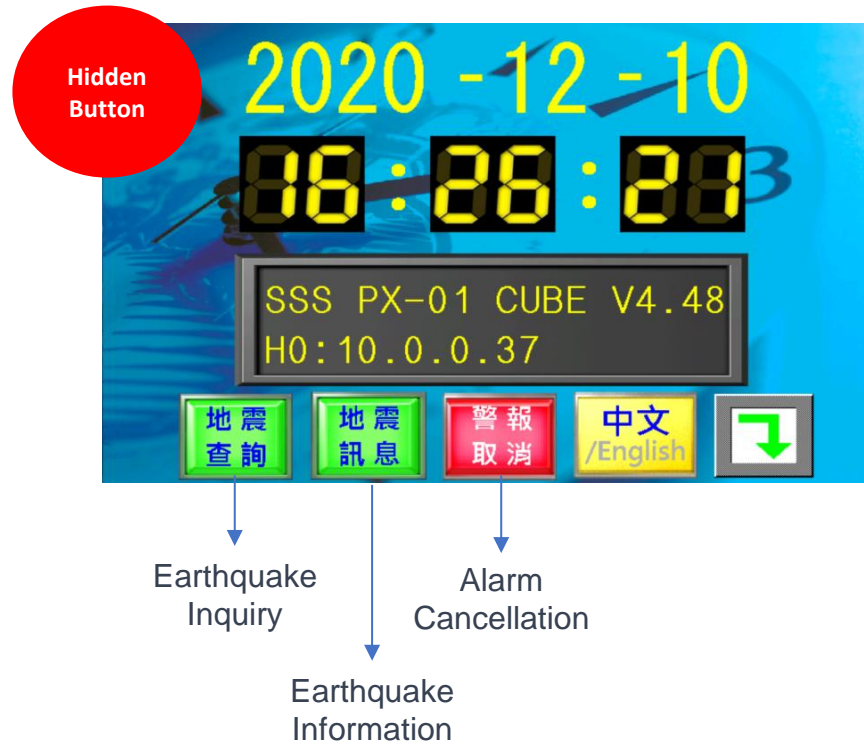 Hidden
Button
2020 -12 -10
16:26:21
3
SSS PX-01 CUBE V4.48
H0:10.0.0.37
地震
查詢
地震
訊息
警報
取消
中文
/English
Earthquake
Inquiry
Alarm
Cancellation
Earthquake
Information